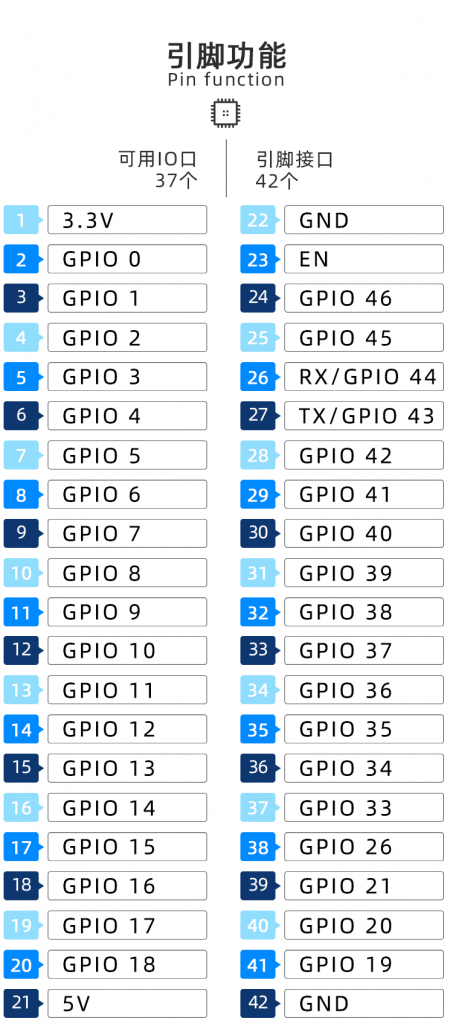 引脚功能
Pin function
可用IO口
37个
引脚接口
42个
1 3.3V
2 GPIO 0
3 GPIO 1
4 GPIO 2
5 GPIO 3
6 GPIO 4
7 GPIO 5
8 GPIO 6
9 GPIO 7
10 GPIO 8
11 GPIO 9
12 GPIO 10
13 GPIO 11
14 GPIO 12
15 GPIO 13
16 GPIO 14
17 GPIO 15
18 GPIO 16
19 GPIO 17
20 GPIO 18
21 5V
22 GND
23 EN
24 GPIO 46
25 GPIO 45
26 RX/GPIO 44
27 TX/GPIO 43
28 GPIO 42
29 GPIO 41
30 GPIO 40
31 GPIO 39
32 GPIO 38
33 GPIO 37
34 GPIO 36
35 GPIO 35
36 GPIO 34
37 GPIO 33
38 GPIO 26
39 GPIO 21
40 GPIO 20
41 GPIO 19
42 GND